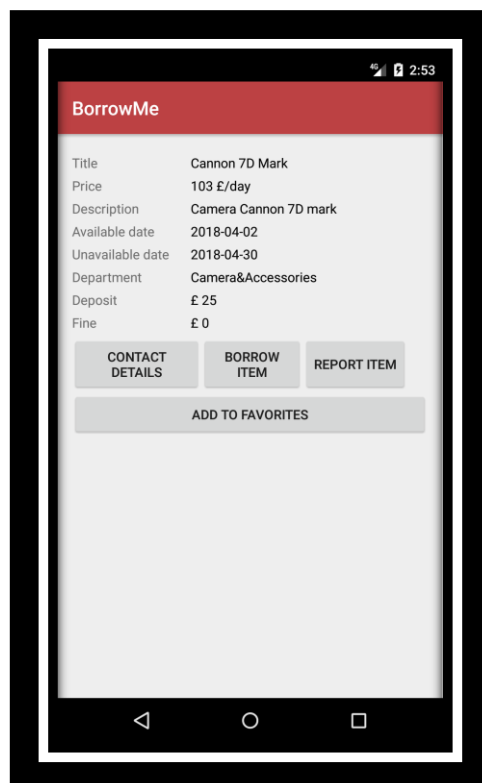 4G 2:53
BorrowMe
Title Cannon 7D Mark
Price 103 £/day
Description Camera Cannon 7D mark
Available date 2018-04-02
Unavailable date 2018-04-30
Department Camera&Accessories
Deposit £ 25
Fine £ 0
CONTACT DETAILS BORROW ITEM REPORT ITEM
ADD TO FAVORITES